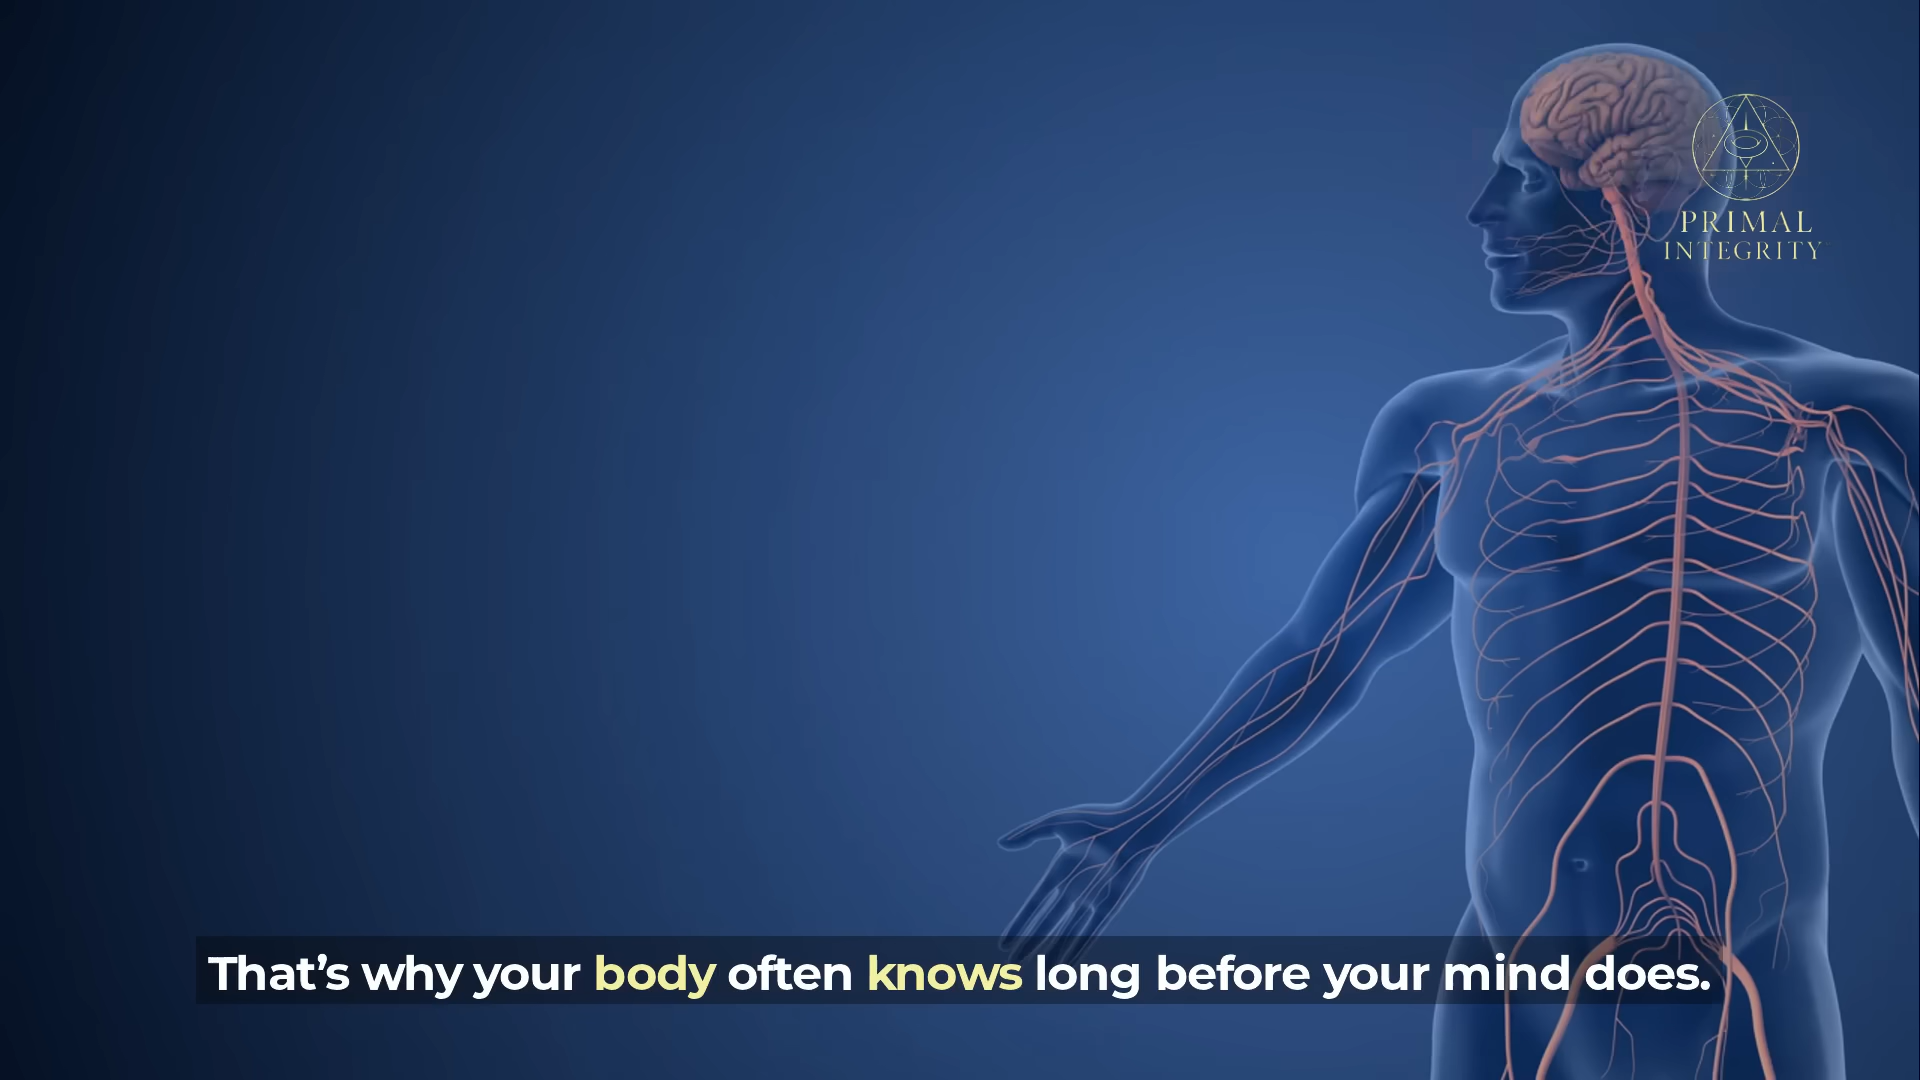 PRIMAL
INTEGRITY
That’s why your body often knows long before your mind does.